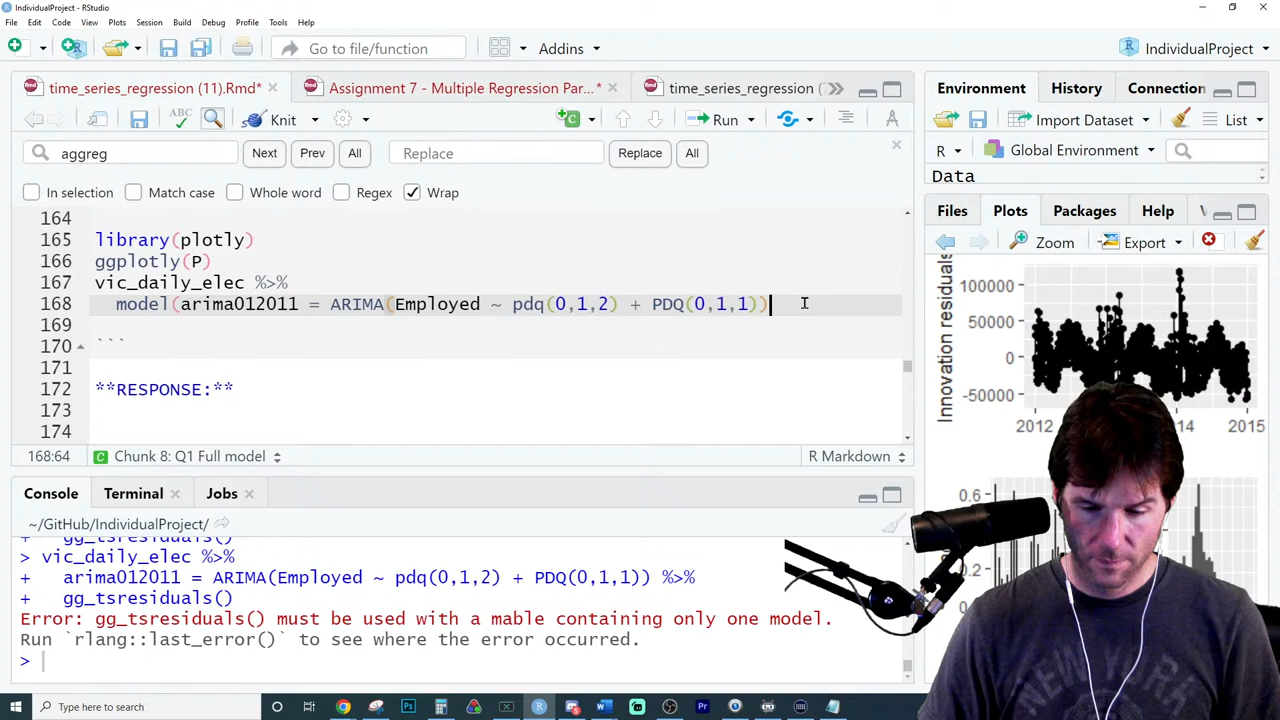 IndividualProject - RStudio
File Edit Code View Plots Session Build Debug Profile Tools Help
Go to file/function Addins IndividualProject
time_series_regression (11).Rmd* Assignment 7 - Multiple Regression Par...* time_series_regression (
Knit Run
aggreg Next Prev All Replace Replace All
In selection Match case Whole word Regex Wrap
164
165 library(plotly)
166 ggplotly(P)
167 vic_daily_elec %>%
168 model(arima012011 = ARIMA(Employed ~ pdq(0,1,2) + PDQ(0,1,1))
169
170 ```
171
172 **RESPONSE:**
173
174
168:64 Chunk 8: Q1 Full model R Markdown
Console Terminal Jobs
~/GitHub/IndividualProject/
+ gg_tsresiduals()
> vic_daily_elec %>%
+ arima012011 = ARIMA(Employed ~ pdq(0,1,2) + PDQ(0,1,1)) %>%
+ gg_tsresiduals()
Error: gg_tsresiduals() must be used with a mable containing only one model.
Run `rlang::last_error()` to see where the error occurred.
>
Environment History Connection
Import Dataset List
R Global Environment
Data
Files Plots Packages Help
Zoom Export
Innovation residuals
100000
50000
0
-50000
2012 14 2015
0.6
0.2
0
NEW YORK
Type here to search